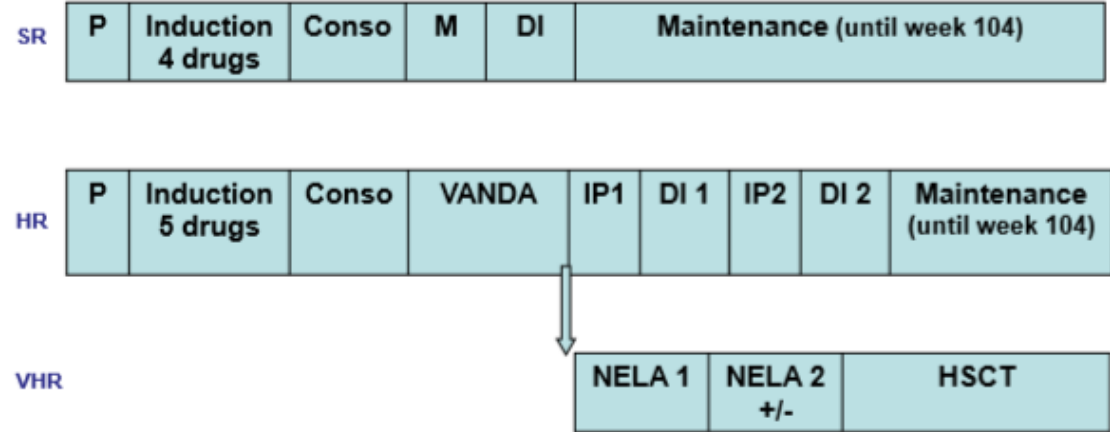 SR
P
Induction
4 drugs
Conso
M
DI
Maintenance (until week 104)
HR
P
Induction
5 drugs
Conso
VANDA
IP1
DI 1
IP2
DI 2
Maintenance
(until week 104)
VHR
NELA 1
NELA 2
+/-
HSCT